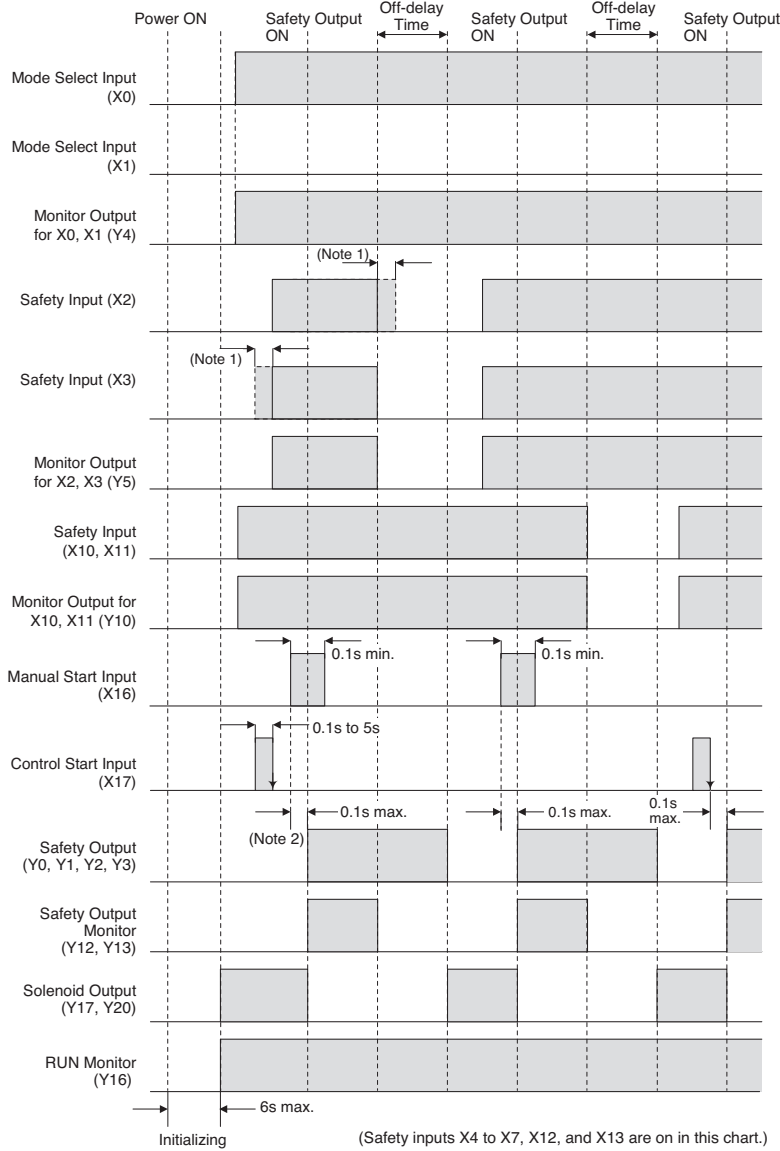 Power ON
Safety Output
ON
Off-delay
Time
Safety Output
ON
Off-delay
Time
Safety Output
ON
Mode Select Input
(X0)
Mode Select Input
(X1)
Monitor Output
for X0, X1 (Y4)
(Note 1)
Safety Input (X2)
(Note 1)
Safety Input (X3)
Monitor Output
for X2, X3 (Y5)
Safety Input
(X10, X11)
Monitor Output for
X10, X11 (Y10)
0.1s min.
0.1s min.
Manual Start Input
(X16)
0.1s to 5s
Control Start Input
(X17)
0.1s max.
0.1s max.
0.1s
max.
(Note 2)
Safety Output
(Y0, Y1, Y2, Y3)
Safety Output
Monitor
(Y12, Y13)
Solenoid Output
(Y17, Y20)
RUN Monitor
(Y16)
6s max.
Initializing
(Safety inputs X4 to X7, X12, and X13 are on in this chart.)